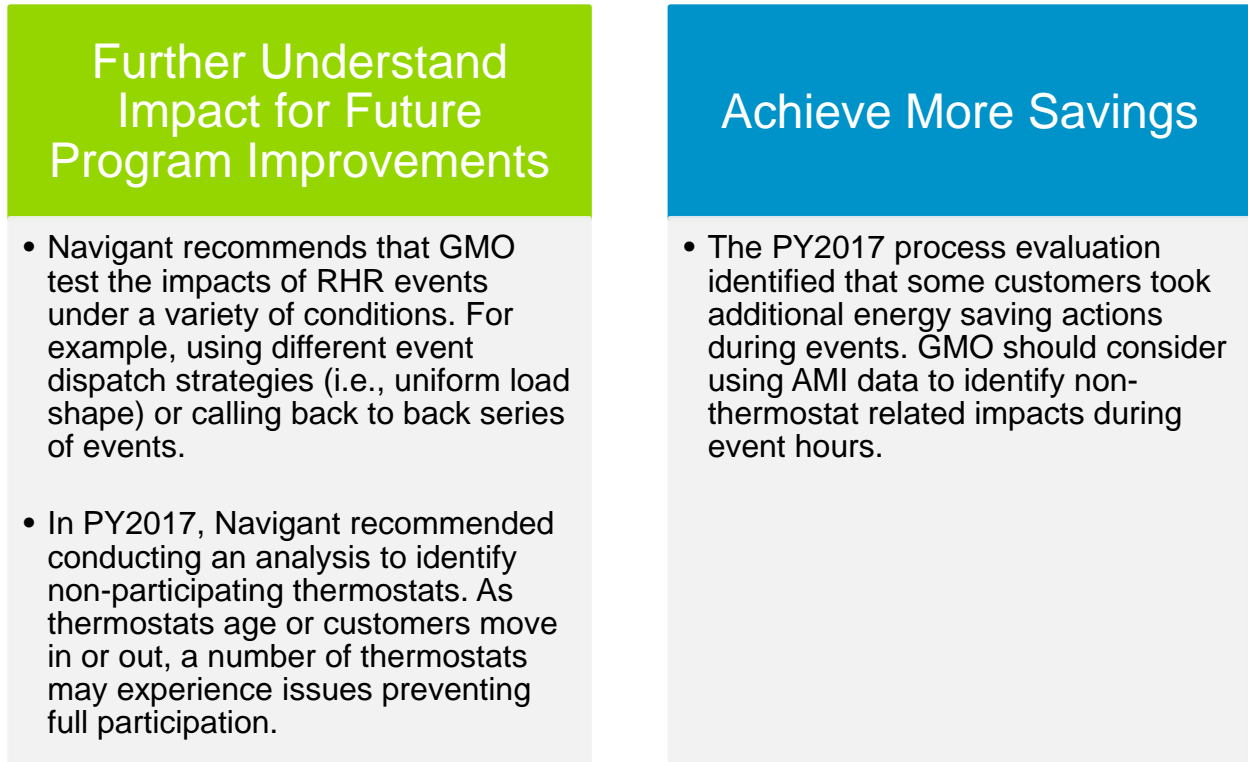 Further Understand
Impact for Future
Program Improvements
• Navigant recommends that GMO
test the impacts of RHR events
under a variety of conditions. For
example, using different event
dispatch strategies (i.e., uniform load
shape) or calling back to back series
of events.
• In PY2017, Navigant recommended
conducting an analysis to identify
non-participating thermostats. As
thermostats age or customers move
in or out, a number of thermostats
may experience issues preventing
full participation.
Achieve More Savings
• The PY2017 process evaluation
identified that some customers took
additional energy saving actions
during events. GMO should consider
using AMI data to identify non-
thermostat related impacts during
event hours.